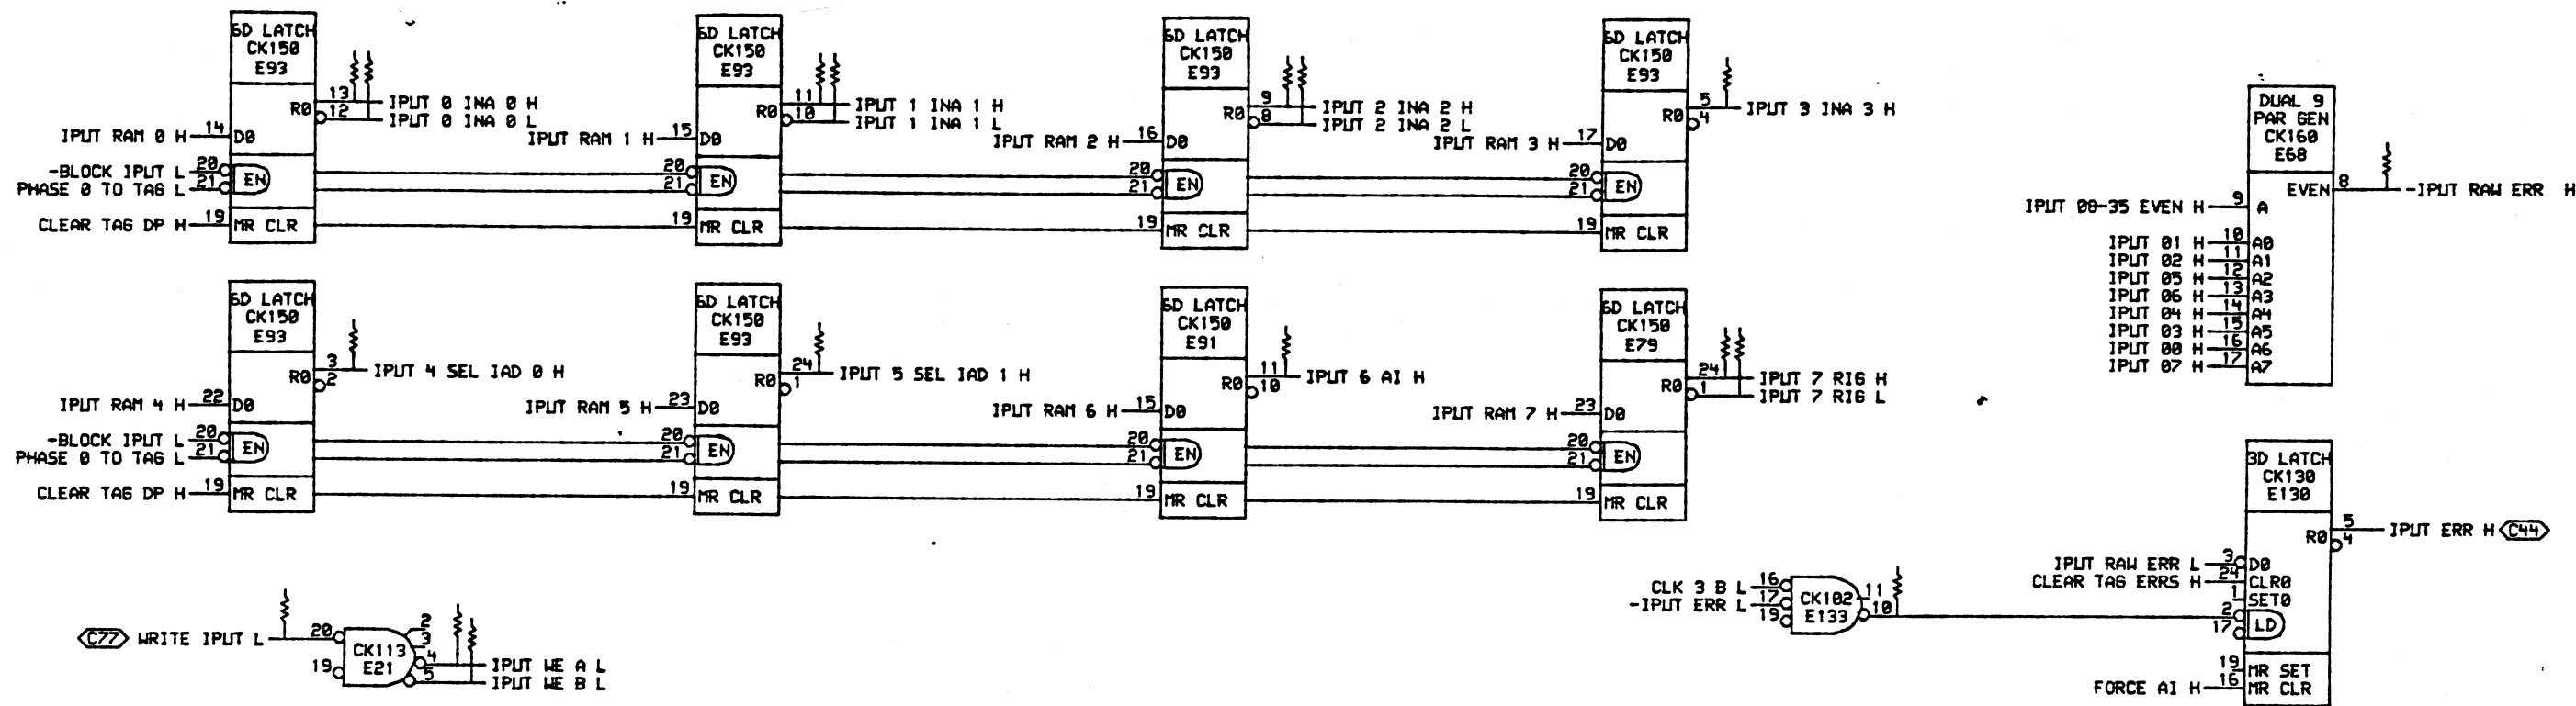 6D LATCH
CK150
E93
13
12
R0
IPUT 0 INA 0 H
IPUT 0 INA 0 L
IPUT RAM 0 H 14 D0
-BLOCK IPUT L 20
PHASE 0 TO TAG L 21 EN
CLEAR TAG DP H 19 MR CLR
6D LATCH
CK150
E93
11
10
R0
IPUT 1 INA 1 H
IPUT 1 INA 1 L
IPUT RAM 1 H 15 D0
20
21 EN
19 MR CLR
6D LATCH
CK150
E93
9
8
R0
IPUT 2 INA 2 H
IPUT 2 INA 2 L
IPUT RAM 2 H 16 D0
20
21 EN
19 MR CLR
6D LATCH
CK150
E93
5
4
R0
IPUT 3 INA 3 H
IPUT RAM 3 H 17 D0
20
21 EN
19 MR CLR
DUAL 9
PAR GEN
CK160
E68
EVEN 8 -IPUT RAW ERR H
IPUT 08-35 EVEN H 9 A
IPUT 01 H 10 A0
IPUT 02 H 11 A1
IPUT 05 H 12 A2
IPUT 06 H 13 A3
IPUT 04 H 14 A4
IPUT 03 H 15 A5
IPUT 00 H 16 A6
IPUT 07 H 17 A7
6D LATCH
CK150
E93
3
2
R0
IPUT 4 SEL IAD 0 H
IPUT RAM 4 H 22 D0
-BLOCK IPUT L 20
PHASE 0 TO TAG L 21 EN
CLEAR TAG DP H 19 MR CLR
6D LATCH
CK150
E93
24
1
R0
IPUT 5 SEL IAD 1 H
IPUT RAM 5 H 23 D0
20
21 EN
19 MR CLR
6D LATCH
CK150
E91
11
10
R0
IPUT 6 AI H
IPUT RAM 6 H 15 D0
20
21 EN
19 MR CLR
6D LATCH
CK150
E79
24
1
R0
IPUT 7 RIG H
IPUT 7 RIG L
IPUT RAM 7 H 23 D0
20
21 EN
19 MR CLR
3D LATCH
CK130
E130
R0
5 IPUT ERR H C44
4
IPUT RAW ERR L 3 D0
CLEAR TAG ERRS H 24 CLR0
1 SET0
2
17 LD
19 MR SET
FORCE AI H 16 MR CLR
CLK 3 B L 16
-IPUT ERR L 17
19
CK102
E133
11
10
C77 WRITE IPUT L 20
19
CK113
E21
2
3
4 IPUT WE A L
5 IPUT WE B L